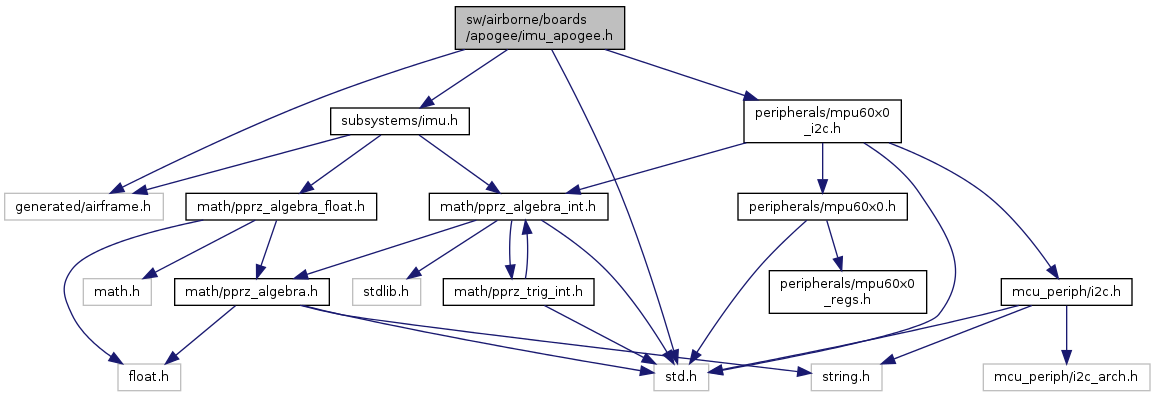 sw/airborne/boards
/apogee/imu_apogee.h
subsystems/imu.h
peripherals/mpu60x0
_i2c.h
generated/airframe.h
math/pprz_algebra_float.h
math/pprz_algebra_int.h
peripherals/mpu60x0.h
math.h
math/pprz_algebra.h
stdlib.h
math/pprz_trig_int.h
peripherals/mpu60x0
_regs.h
mcu_periph/i2c.h
float.h
std.h
string.h
mcu_periph/i2c_arch.h